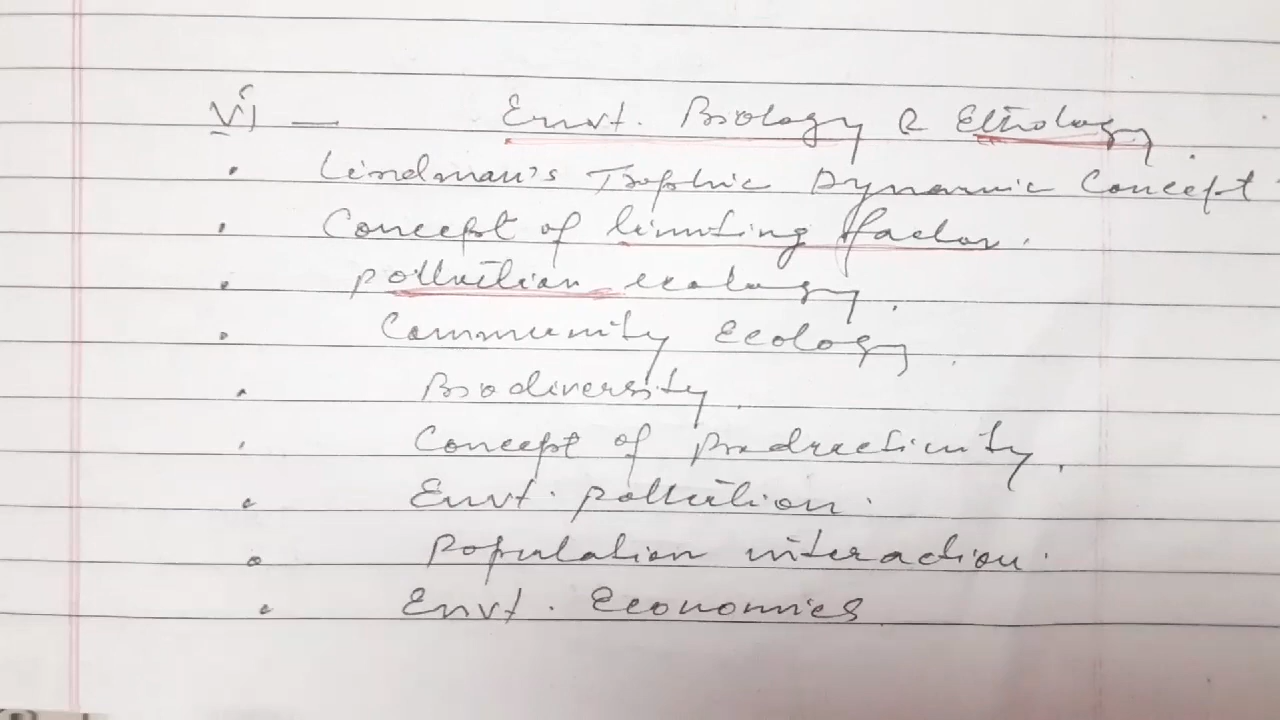 VI — Envt. Biology & Ethology.
• Lindman's Trophic Dynamic Concept
• Concept of limiting factor.
• pollution ecology.
• Community Ecology.
• Biodiversity.
• Concept of productivity.
• Envt. pollution.
• Population interaction.
• Envt. Economics